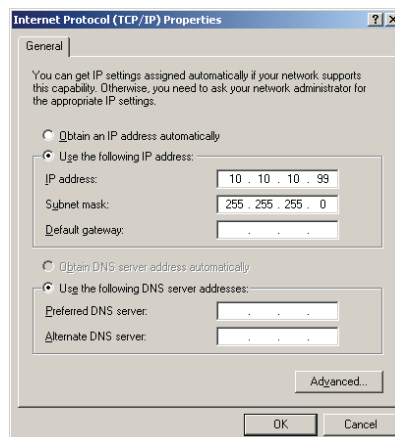 Internet Protocol (TCP/IP) Properties
General
You can get IP settings assigned automatically if your network supports
this capability. Otherwise, you need to ask your network administrator for
the appropriate IP settings.
Obtain an IP address automatically
Use the following IP address:
IP address: 10 . 10 . 10 . 99
Subnet mask: 255 . 255 . 255 . 0
Default gateway: . . .
Obtain DNS server address automatically
Use the following DNS server addresses:
Preferred DNS server: . . .
Alternate DNS server: . . .
Advanced...
OK Cancel